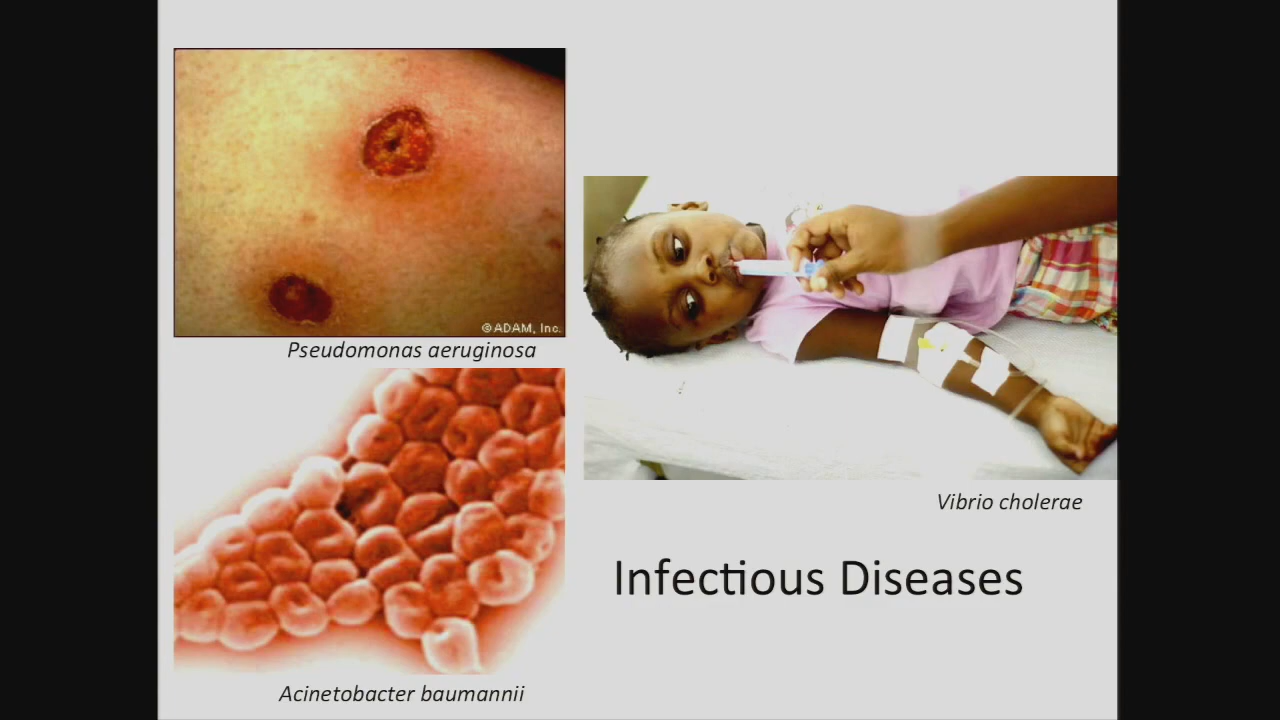 ©ADAM, Inc.
Pseudomonas aeruginosa
Vibrio cholerae
Infectious Diseases
Acinetobacter baumannii